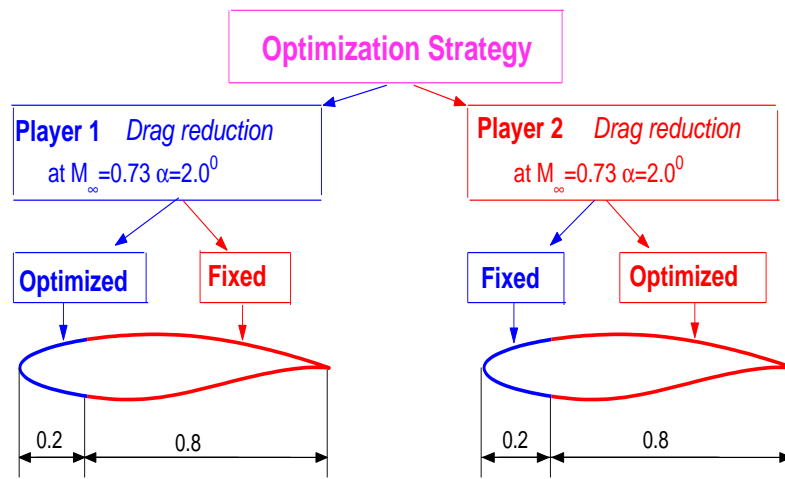 Optimization Strategy
Player 1 Drag reduction
at M∞=0.73 α=2.0⁰
Player 2 Drag reduction
at M∞=0.73 α=2.0⁰
Optimized
Fixed
Fixed
Optimized
0.2
0.8
0.2
0.8